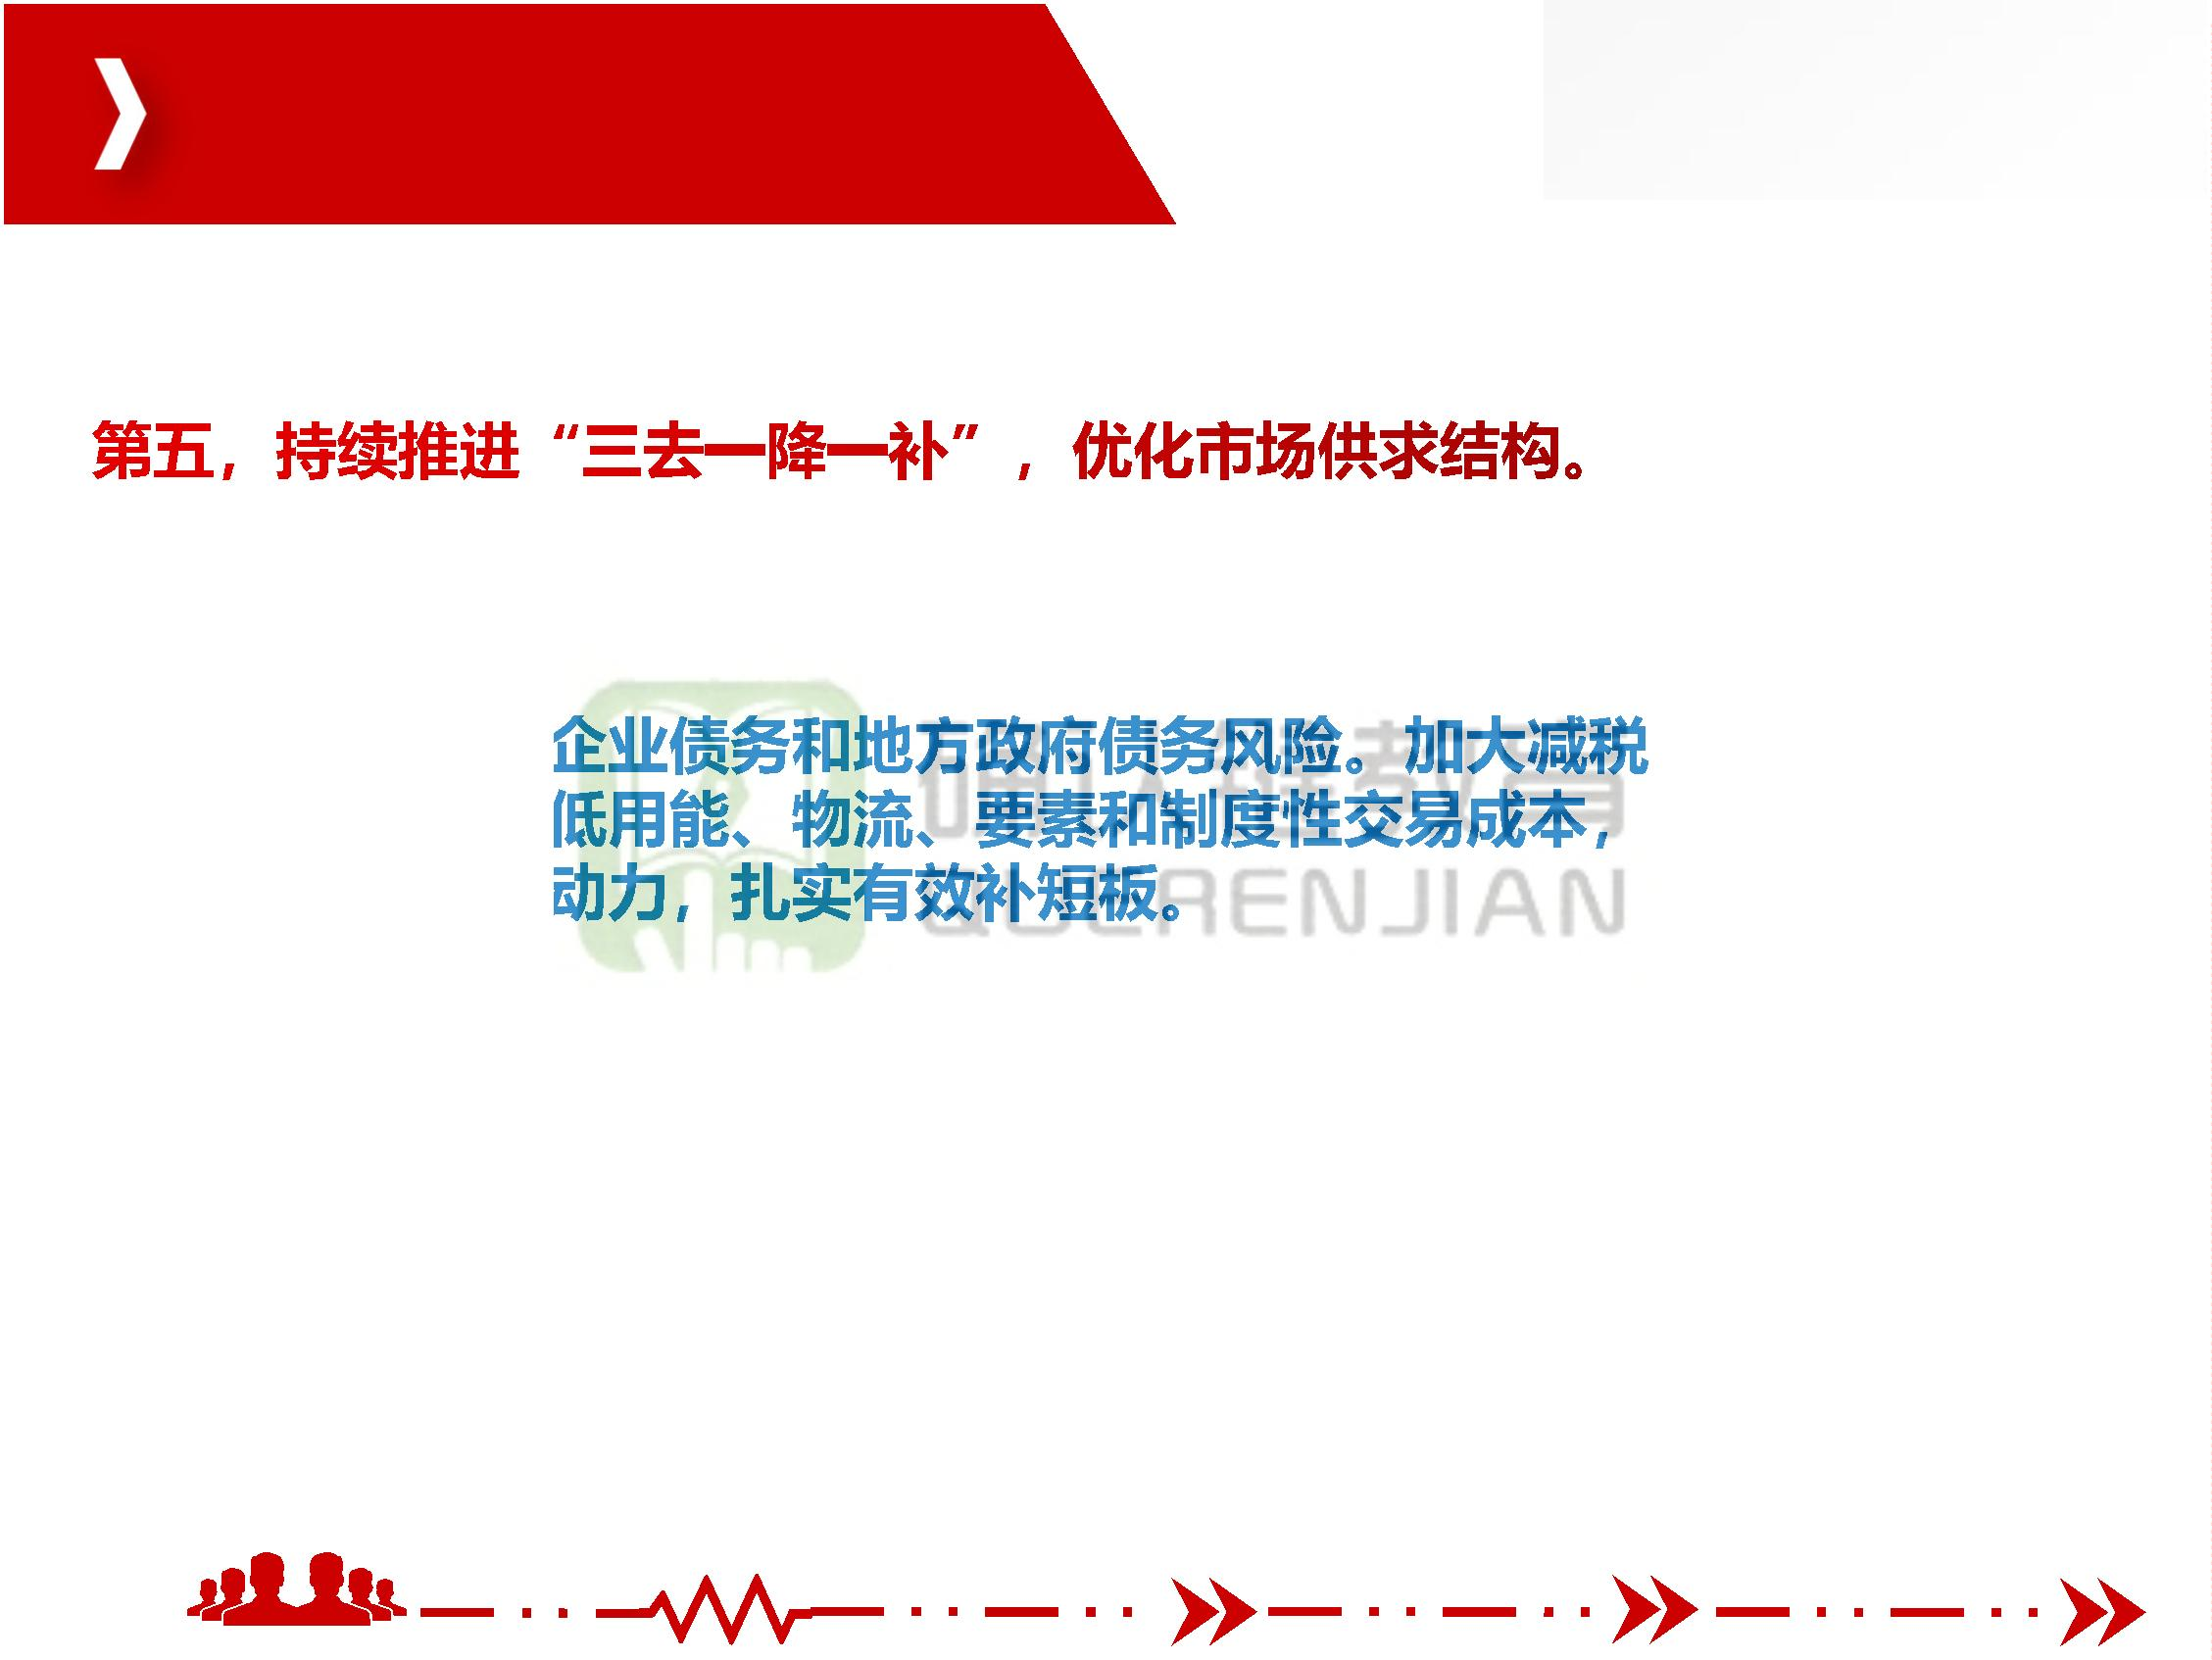 第五，持续推进“三去一降一补”，优化市场供求结构。
企业债务和地方政府债务风险。加大减税
低用能、物流、要素和制度性交易成本，
动力，扎实有效补短板。
QUERENJIAN